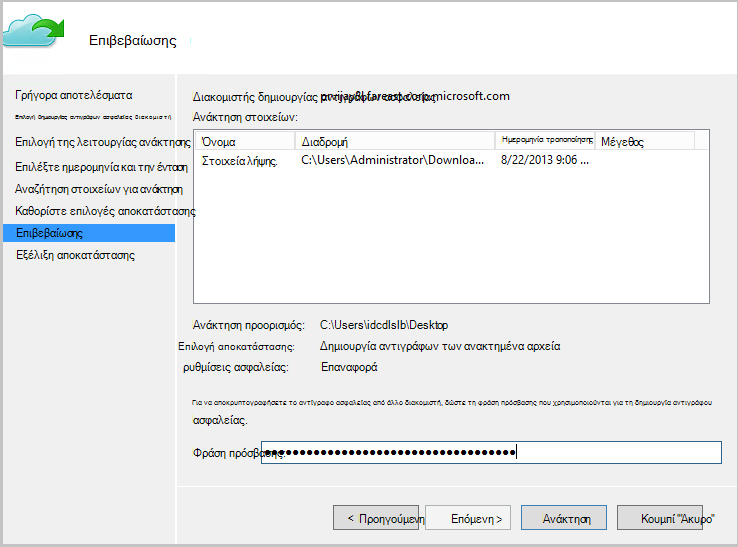 Επιβεβαίωσης
Γρήγορα αποτελέσματα
Επιλογή δημιουργίας αντιγράφων ασφαλείας διακομιστή
Επιλογή της λειτουργίας ανάκτησης
Επιλέξτε ημερομηνία και την ένταση
Αναζήτηση στοιχείων για ανάκτηση
Καθορίστε επιλογές αποκατάστασης
Επιβεβαίωσης
Εξέλιξη αποκατάστασης
Διακομιστής δημιουργίας αντιγράφων ασφαλείας: .microsoft.com
Ανάκτηση στοιχείων:
Όνομα Διαδρομή Ημερομηνία τροποποίησης Μέγεθος
Στοιχεία λήψης. C:\Users\Administrator\Downloa... 8/22/2013 9:06 ...
Ανάκτηση προορισμός: C:\Users\idcdlslb\Desktop
Επιλογή αποκατάστασης: Δημιουργία αντιγράφων των ανακτημένα αρχεία
ρυθμίσεις ασφαλείας: Επαναφορά
Για να αποκρυπτογραφήσετε το αντίγραφο ασφαλείας από άλλο διακομιστή, δώστε τη φράση πρόσβασης που χρησιμοποιούνται για τη δημιουργία αντιγράφου
ασφαλείας.
Φράση πρόσβασης:
< Προηγούμενη Επόμενη > Ανάκτηση Κουμπί "Άκυρο"